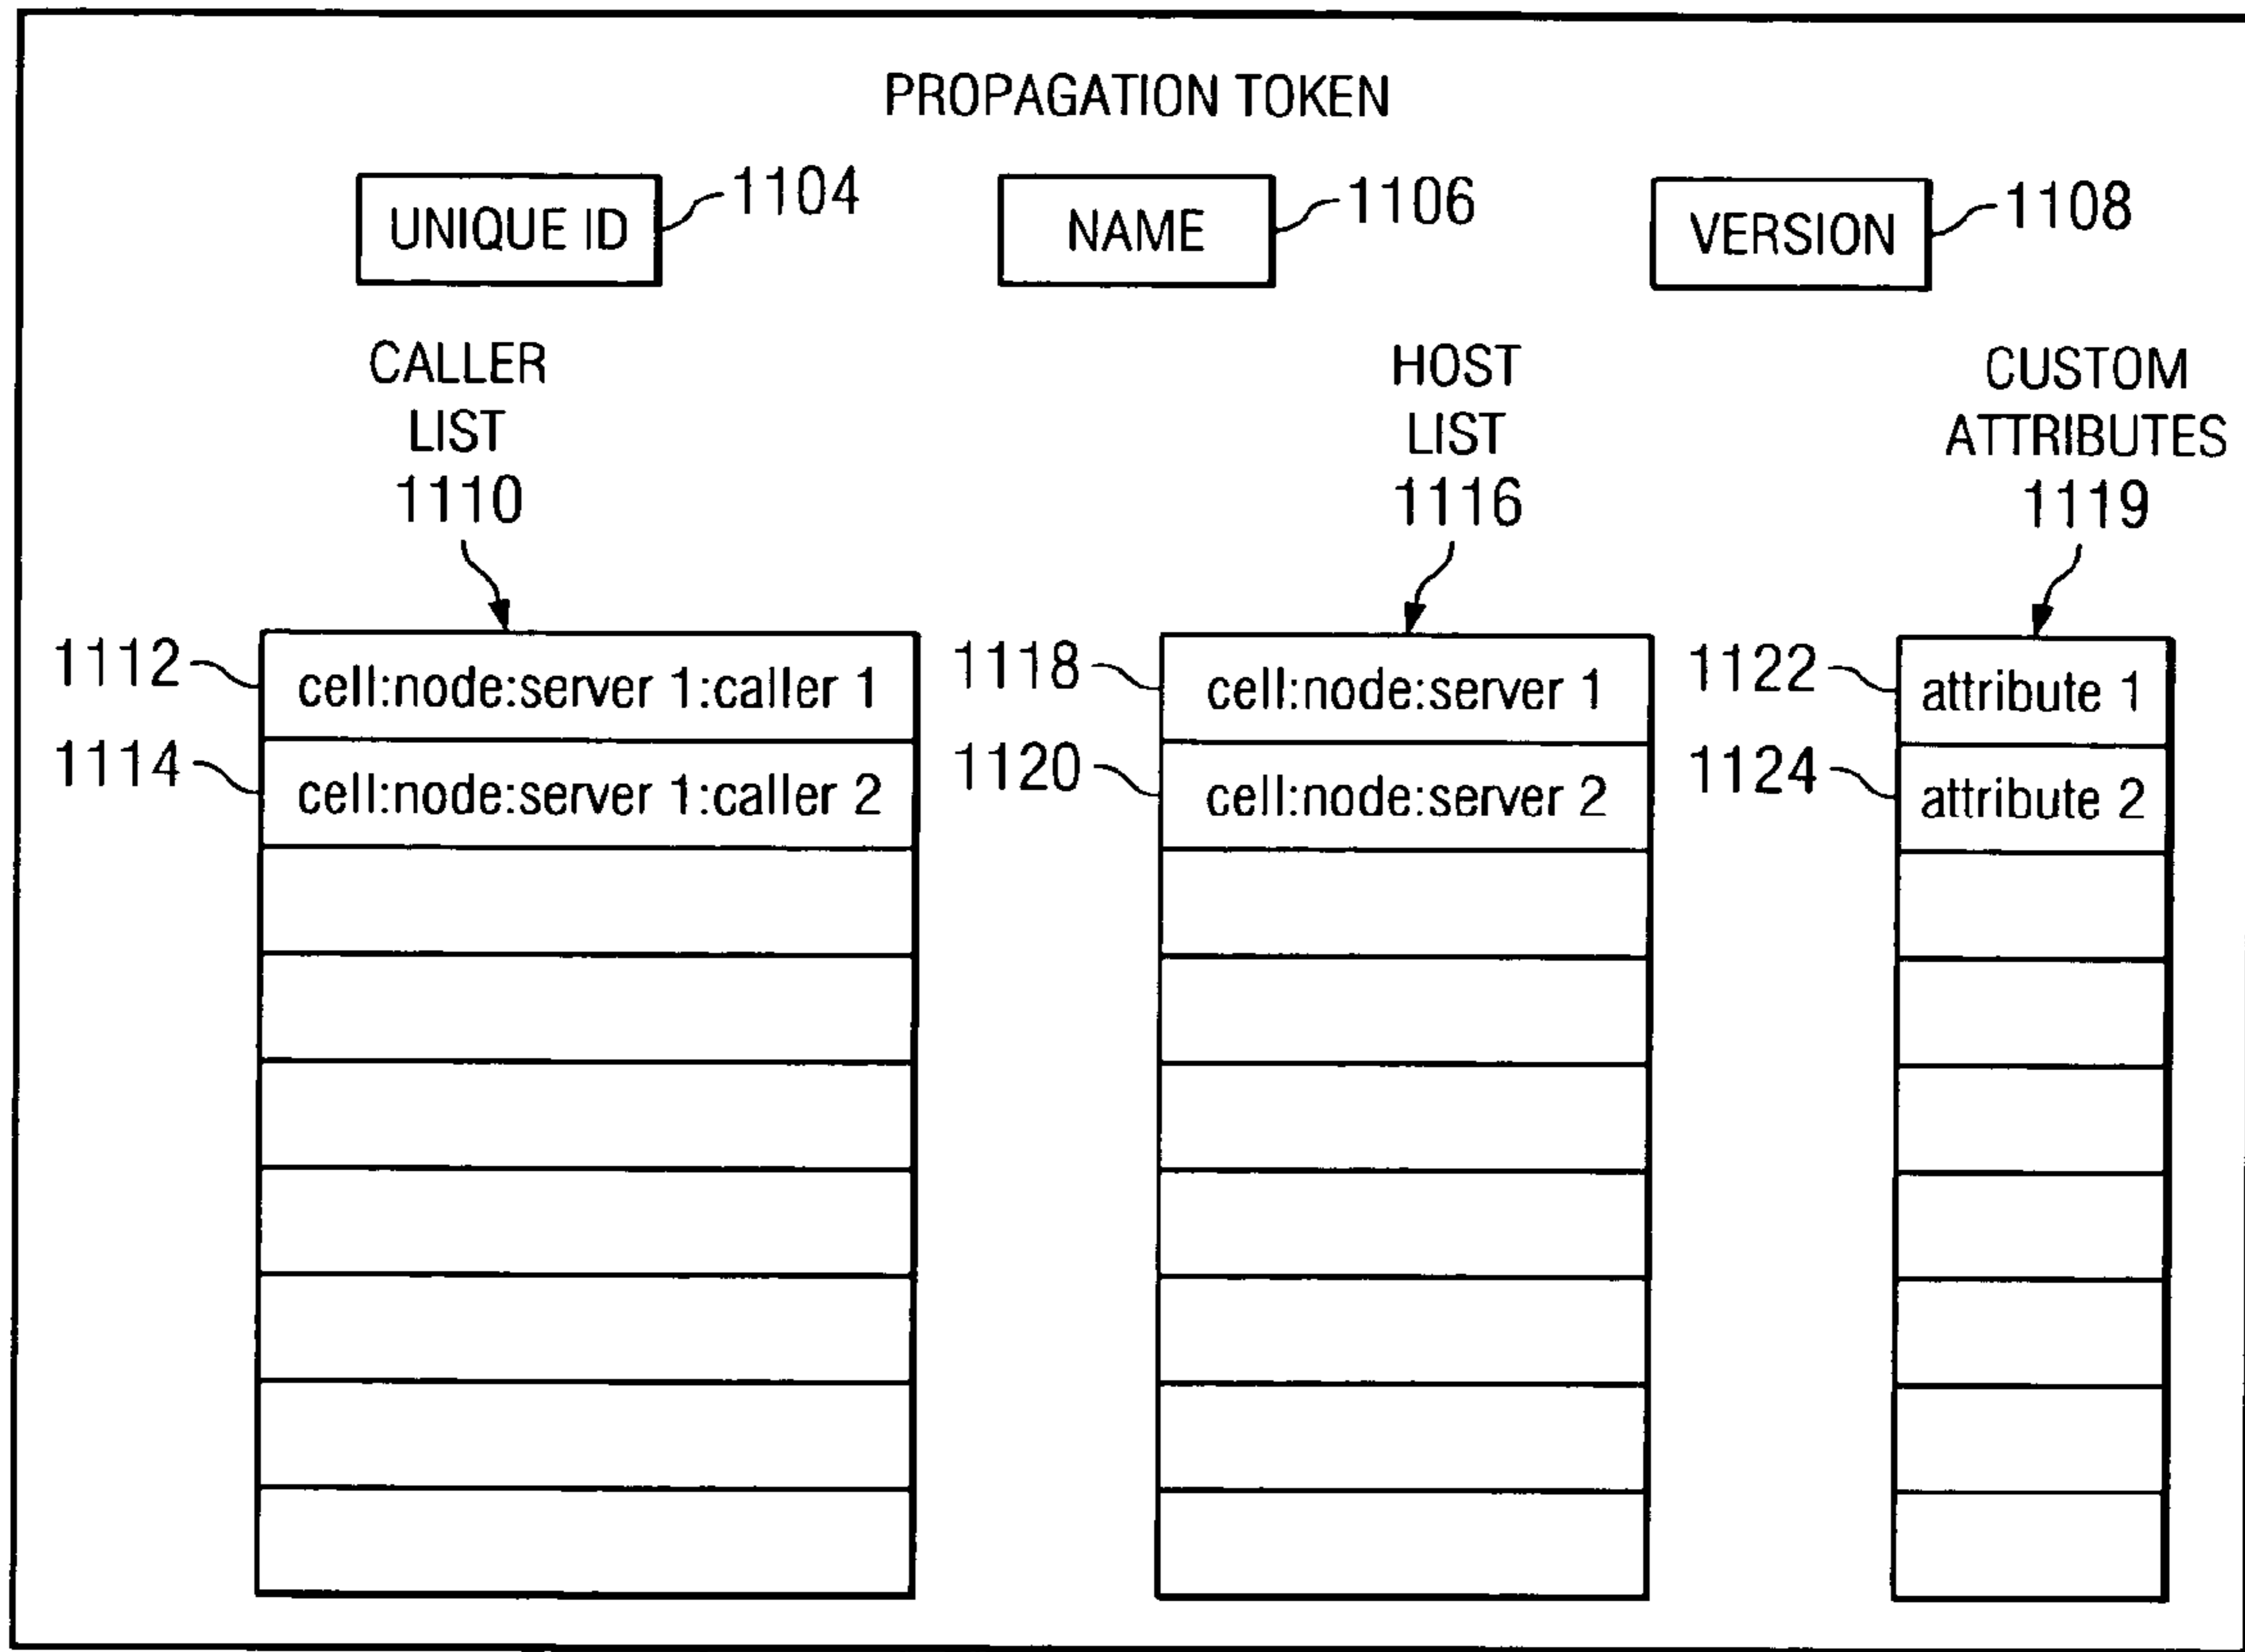 PROPAGATION TOKEN
UNIQUE ID
1104
NAME
1106
VERSION
1108
CALLER
LIST
1110
HOST
LIST
1116
CUSTOM
ATTRIBUTES
1119
1112
cell:node:server 1:caller 1
1118
cell:node:server 1
1122
attribute 1
1114
cell:node:server 1:caller 2
1120
cell:node:server 2
1124
attribute 2